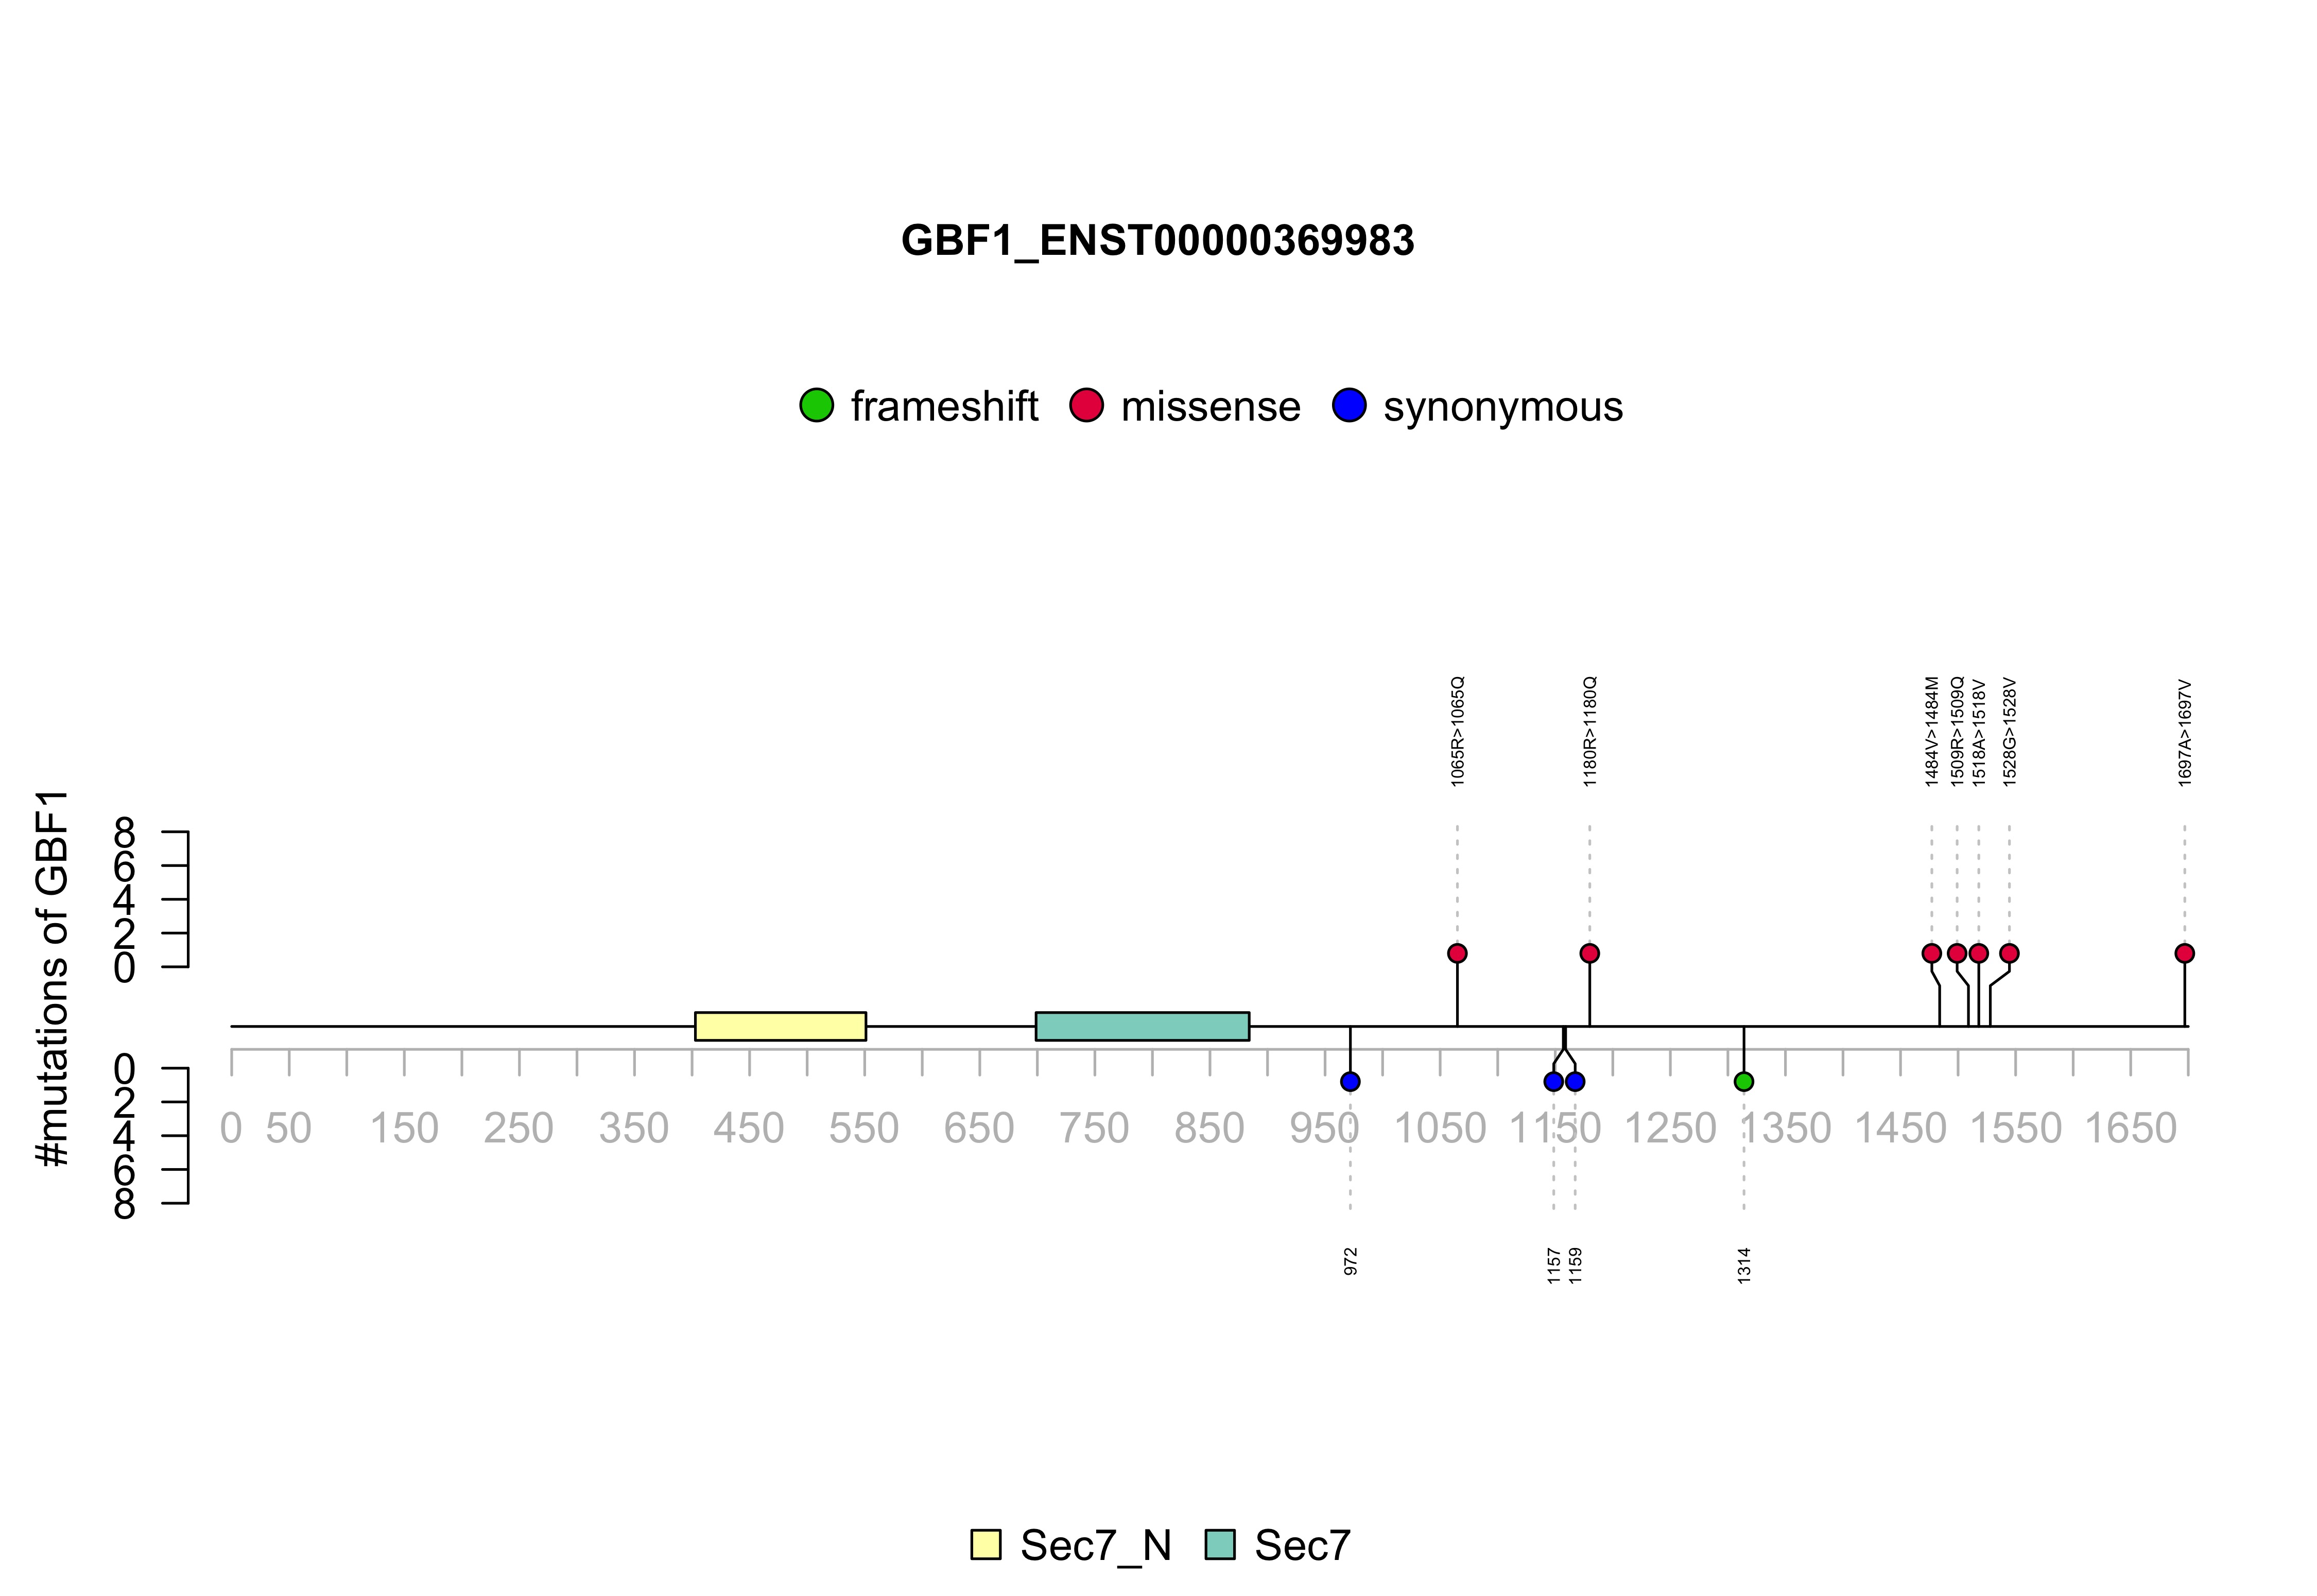 GBF1_ENST00000369983
frameshift missense synonymous
1065R>1065Q
1180R>1180Q
1484V>1484M
1509R>1509Q
1518A>1518V
1528G>1528V
1697A>1697V
#mutations of GBF1
8
6
4
2
0
0
2
4
6
8
0 50 150 250 350 450 550 650 750 850 950 1050 1150 1250 1350 1450 1550 1650
972
1157
1159
1314
Sec7_N Sec7